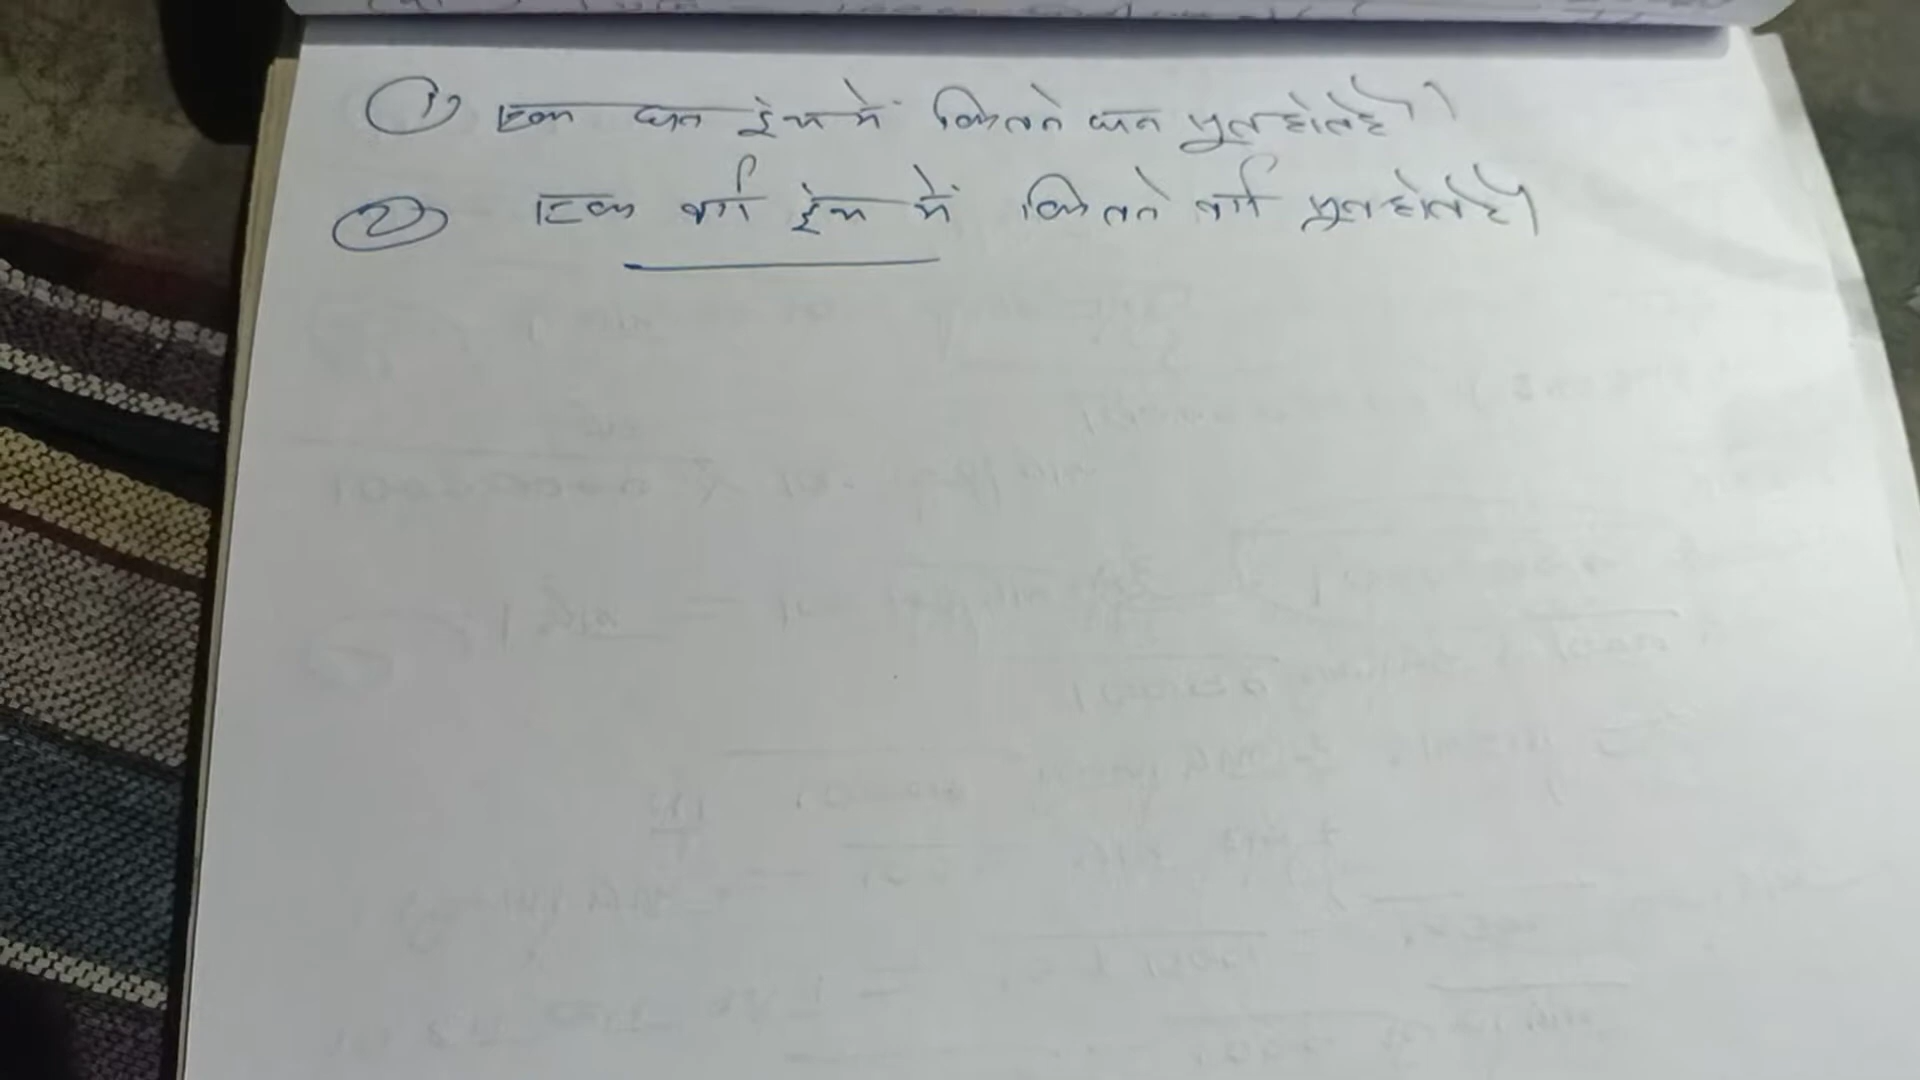 ① एक घन इंच में कितने घन फुट होते है।
② एक वर्ग इंच में कितने वर्ग फुट होते है।